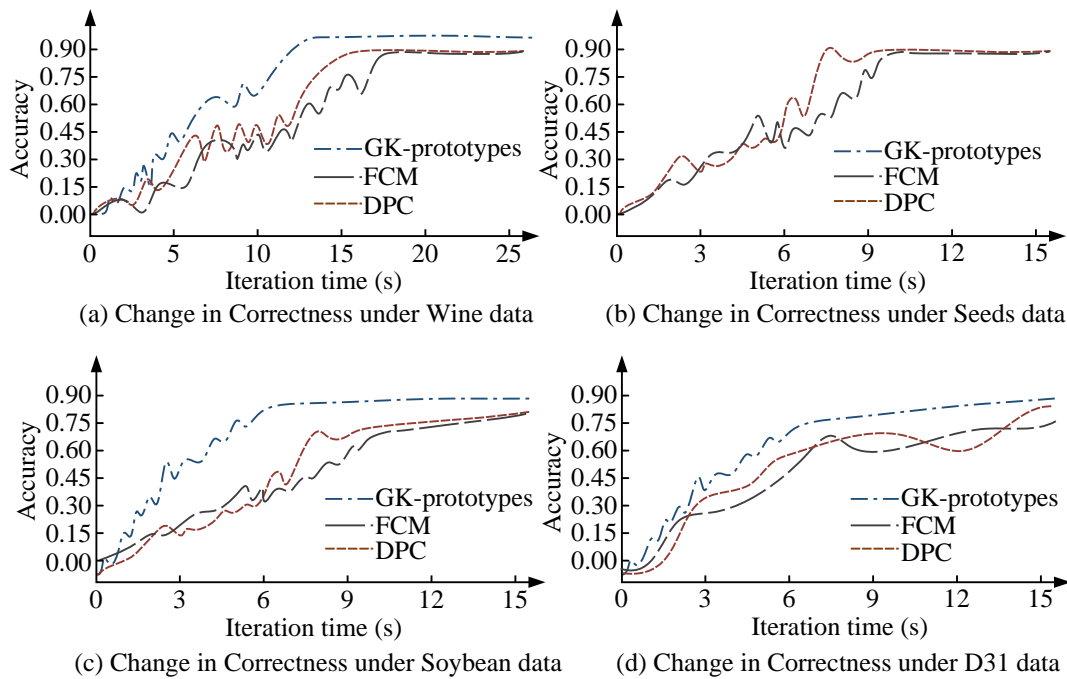 Accuracy
0.90
0.75
0.60
0.45
0.30
0.15
0.00
GK-prototypes
FCM
DPC
0 5 10 15 20 25
Iteration time (s)
(a) Change in Correctness under Wine data
Accuracy
0.90
0.75
0.60
0.45
0.30
0.15
0.00
GK-prototypes
FCM
DPC
0 3 6 9 12 15
Iteration time (s)
(b) Change in Correctness under Seeds data
Accuracy
0.90
0.75
0.60
0.45
0.30
0.15
0.00
GK-prototypes
FCM
DPC
0 3 6 9 12 15
Iteration time (s)
(c) Change in Correctness under Soybean data
Accuracy
0.90
0.75
0.60
0.45
0.30
0.15
0.00
GK-prototypes
FCM
DPC
0 3 6 9 12 15
Iteration time (s)
(d) Change in Correctness under D31 data